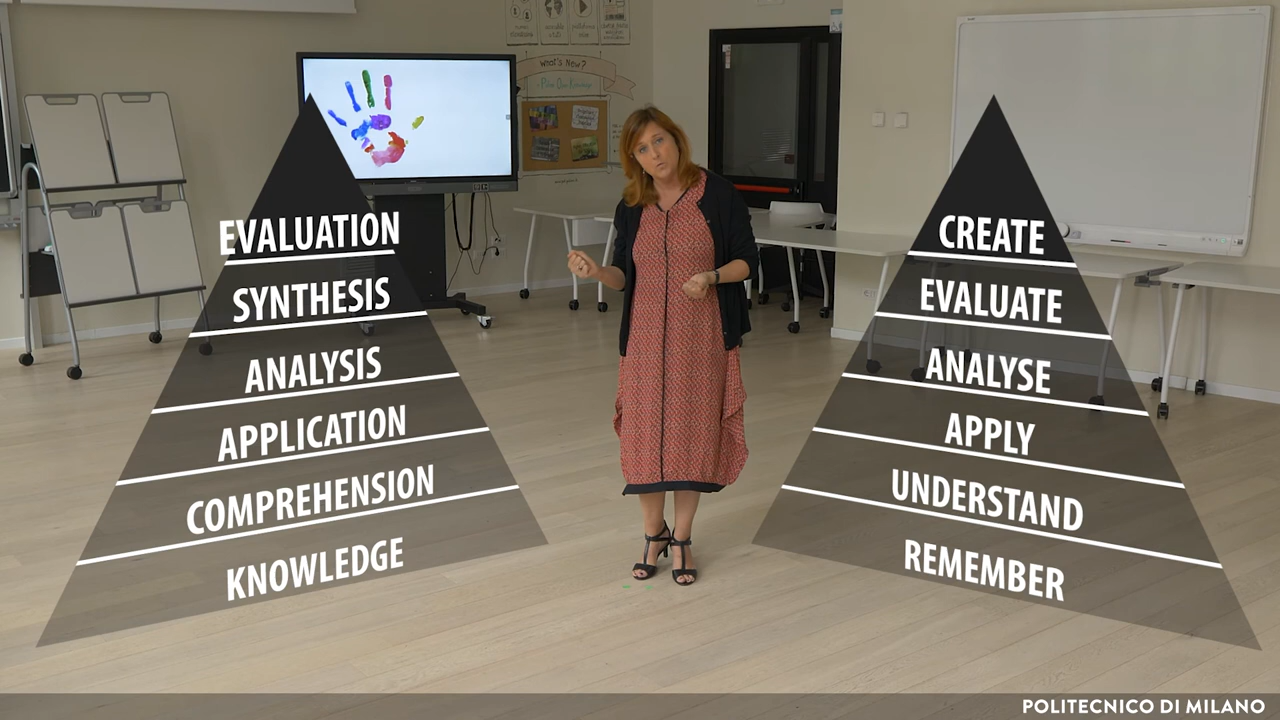 what's New?
EVALUATION
SYNTHESIS
ANALYSIS
APPLICATION
COMPREHENSION
KNOWLEDGE
CREATE
EVALUATE
ANALYSE
APPLY
UNDERSTAND
REMEMBER
POLITECNICO DI MILANO